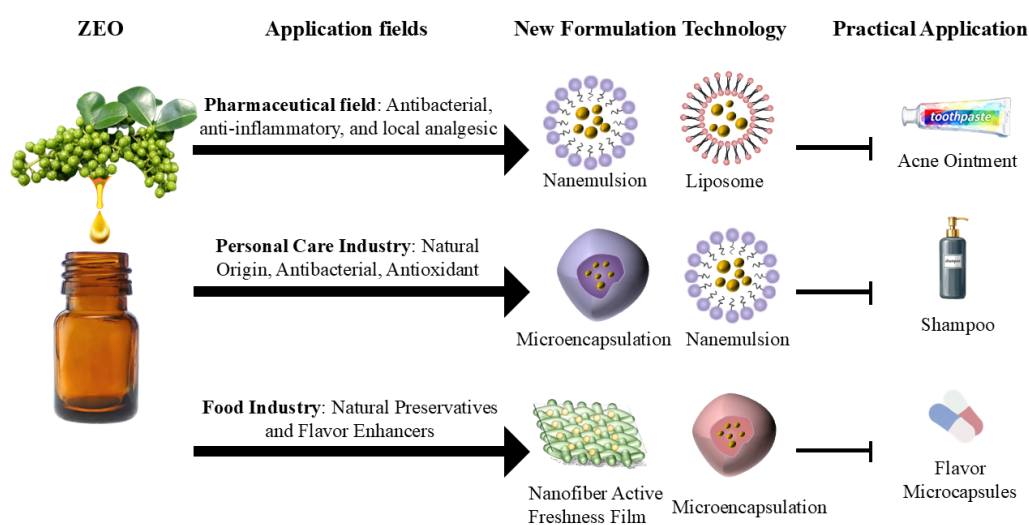 ZEO
Application fields
New Formulation Technology
Practical Application
Pharmaceutical field: Antibacterial,
anti-inflammatory, and local analgesic
Nanemulsion
Liposome
toothpaste
Acne Ointment
Personal Care Industry: Natural
Origin, Antibacterial, Antioxidant
Microencapsulation
Nanemulsion
shampoo
Shampoo
Food Industry: Natural Preservatives
and Flavor Enhancers
Nanofiber Active
Freshness Film
Microencapsulation
Flavor
Microcapsules